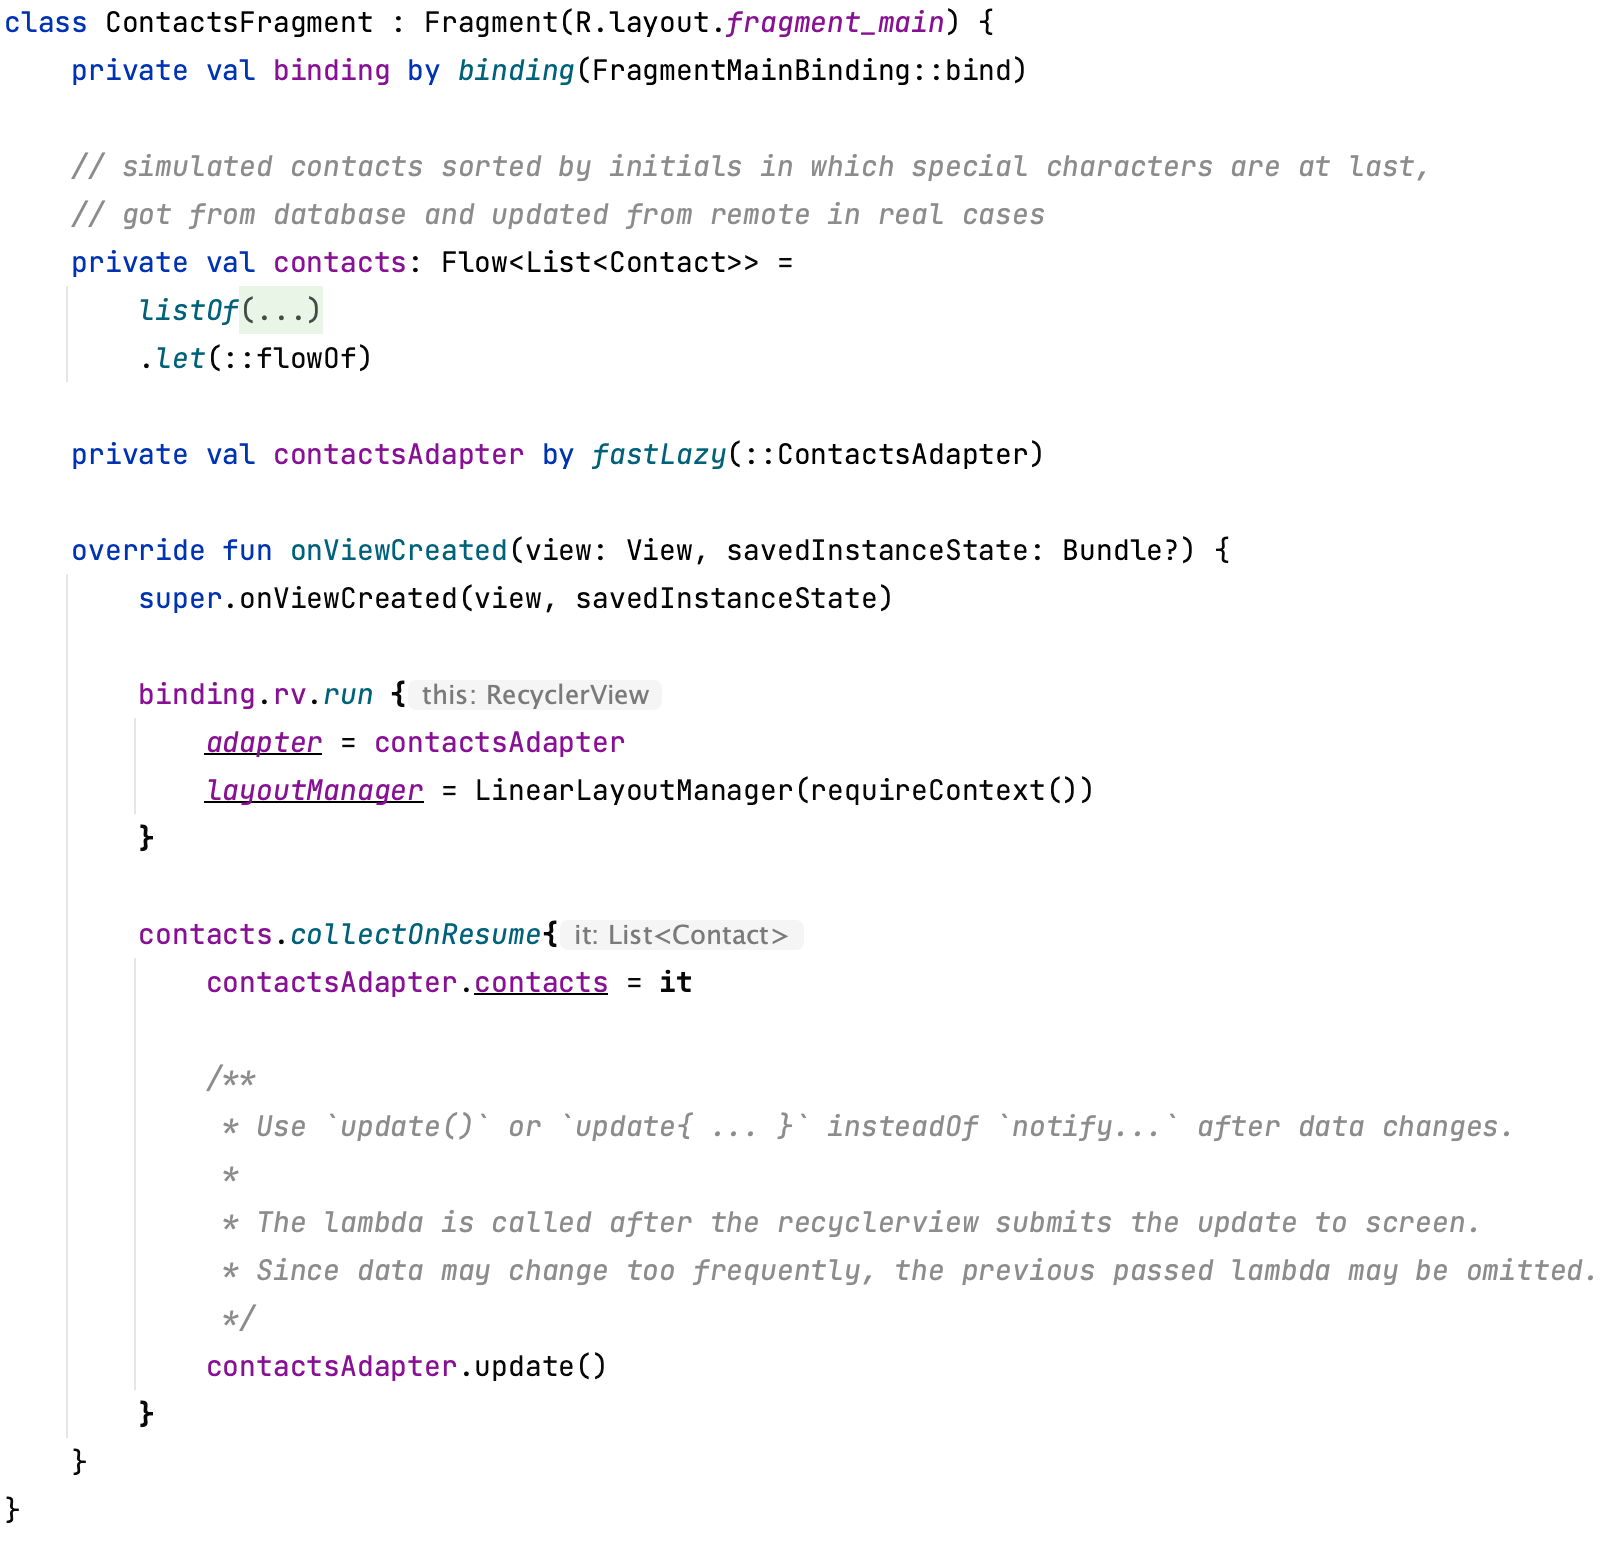 class ContactsFragment : Fragment(R.layout.fragment_main) {
    private val binding by binding(FragmentMainBinding::bind)

    // simulated contacts sorted by initials in which special characters are at last,
    // got from database and updated from remote in real cases
    private val contacts: Flow<List<Contact>> =
        listOf(...)
        .let(::flowOf)

    private val contactsAdapter by fastLazy(::ContactsAdapter)

    override fun onViewCreated(view: View, savedInstanceState: Bundle?) {
        super.onViewCreated(view, savedInstanceState)

        binding.rv.run { this: RecyclerView
            adapter = contactsAdapter
            layoutManager = LinearLayoutManager(requireContext())
        }

        contacts.collectOnResume{ it: List<Contact>
            contactsAdapter.contacts = it

            /**
             * Use `update()` or `update{ ... }` insteadOf `notify...` after data changes.
             *
             * The lambda is called after the recyclerview submits the update to screen.
             * Since data may change too frequently, the previous passed lambda may be omitted.
             */
            contactsAdapter.update()
        }
    }
}